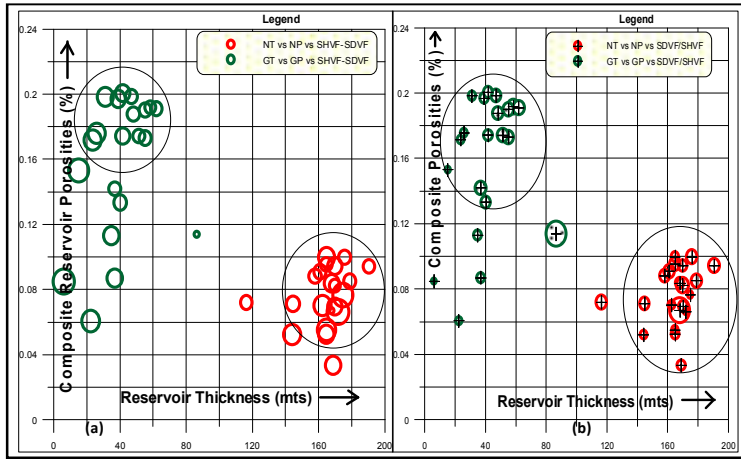 Legend
NT vs NP vs SHVF-SDVF
GT vs GP vs SHVF-SDVF
Composite Reservoir Porosities (%)
0.24
0.2
0.16
0.12
0.08
0.04
0
Reservoir Thickness (mts)
(a)
0 40 80 120 160 200
Legend
NT vs NP vs SDVF/SHVF
GT vs GP vs SDVF/SHVF
Composite Porosities (%)
0.24
0.2
0.16
0.12
0.08
0.04
0
Reservoir Thickness (mts)
(b)
0 40 80 120 160 200